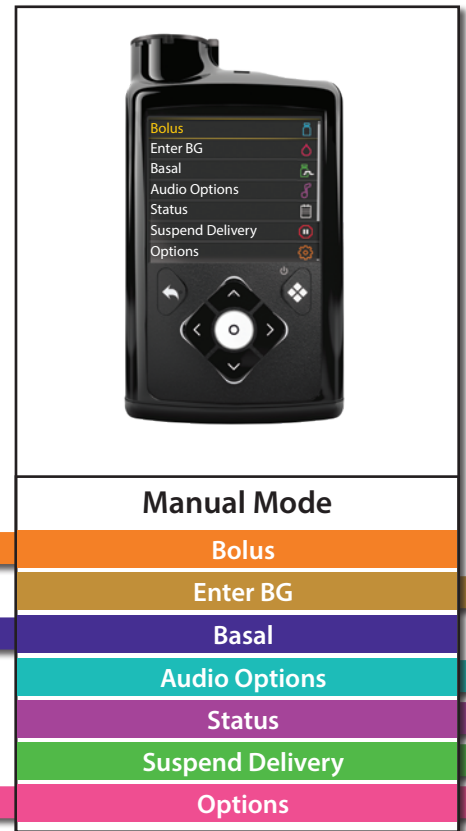 Bolus
Enter BG
Basal
Audio Options
Status
Suspend Delivery
Options
Manual Mode
Bolus
Enter BG
Basal
Audio Options
Status
Suspend Delivery
Options